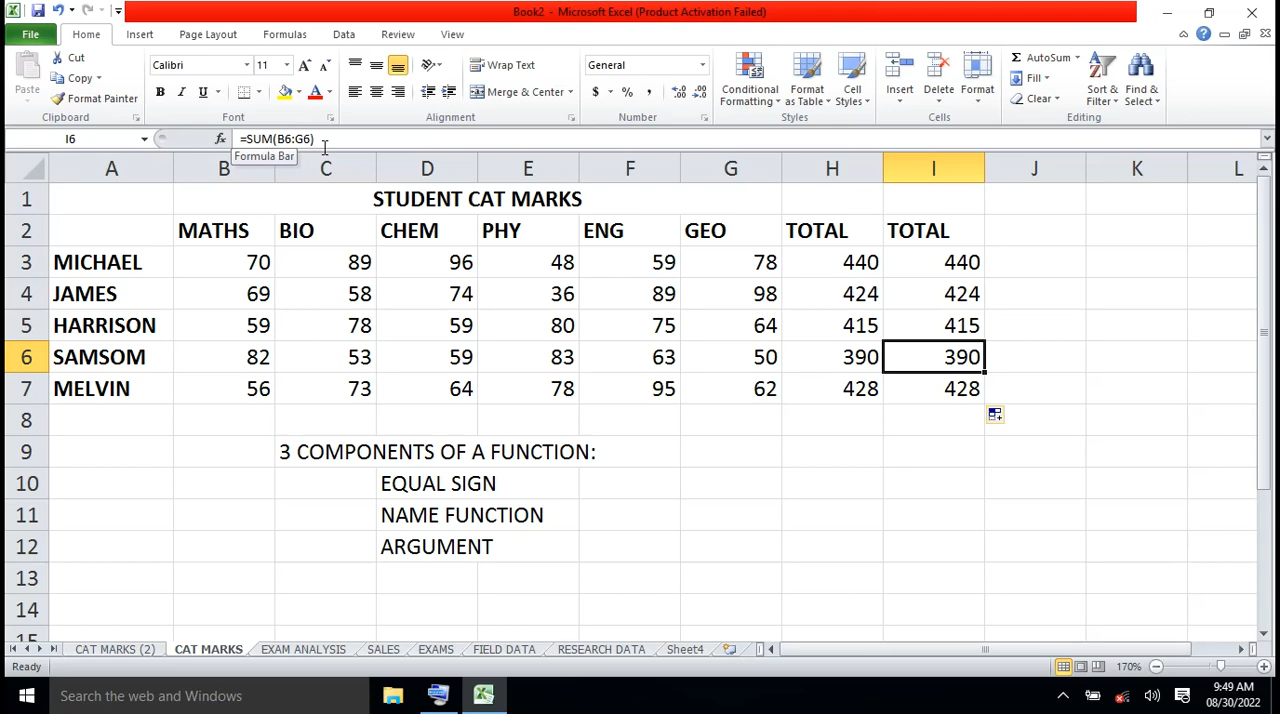 Book2 - Microsoft Excel (Product Activation Failed)
File Home Insert Page Layout Formulas Data Review View
Cut
Copy
Format Painter
Paste
Clipboard
Calibri 11
B I U
Font
Wrap Text
Merge & Center
Alignment
General
$ % ,
Number
Conditional Formatting
Format as Table
Cell Styles
Styles
Insert Delete Format
Cells
AutoSum
Fill
Clear
Sort & Filter
Find & Select
Editing
I6 fx =SUM(B6:G6)
Formula Bar
A B C D E F G H I J K L
1 STUDENT CAT MARKS
2 MATHS BIO CHEM PHY ENG GEO TOTAL TOTAL
3 MICHAEL 70 89 96 48 59 78 440 440
4 JAMES 69 58 74 36 89 98 424 424
5 HARRISON 59 78 59 80 75 64 415 415
6 SAMSOM 82 53 59 83 63 50 390 390
7 MELVIN 56 73 64 78 95 62 428 428
8
9 3 COMPONENTS OF A FUNCTION:
10 EQUAL SIGN
11 NAME FUNCTION
12 ARGUMENT
13
14
15
CAT MARKS (2) CAT MARKS EXAM ANALYSIS SALES EXAMS FIELD DATA RESEARCH DATA Sheet4
Ready 170%
Search the web and Windows
9:49 AM
08/30/2022